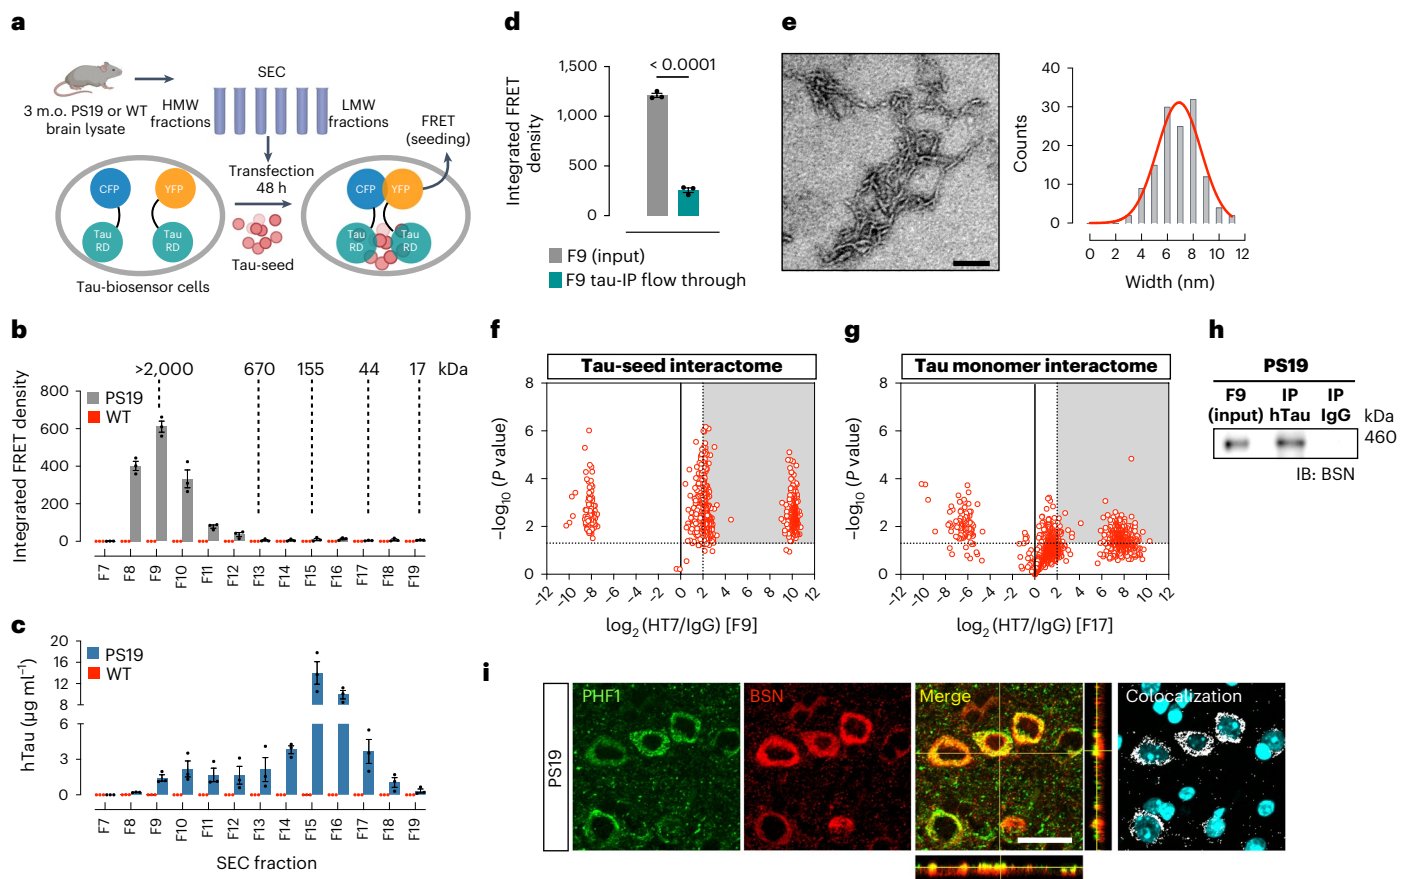 a
3 m.o. PS19 or WT
brain lysate
HMW
fractions
SEC
LMW
fractions
FRET
(seeding)
Transfection
48 h
CFP
YFP
Tau
RD
Tau
RD
Tau-seed
CFP
YFP
Tau
RD
Tau
RD
Tau-biosensor cells
d
Integrated FRET
density
1,500
1,000
500
0
< 0.0001
F9 (input)
F9 tau-IP flow through
e
Counts
40
30
20
10
0
0 2 4 6 8 10 12
Width (nm)
b
Integrated FRET density
800
600
400
200
0
PS19
WT
>2,000 670 155 44 17 kDa
F7 F8 F9 F10 F11 F12 F13 F14 F15 F16 F17 F18 F19
c
hTau (µg ml⁻¹)
20
16
12
8
6
3
0
PS19
WT
F7 F8 F9 F10 F11 F12 F13 F14 F15 F16 F17 F18 F19
SEC fraction
f
Tau-seed interactome
−log₁₀ (P value)
8
6
4
2
0
−12 −10 −8 −6 −4 −2 0 2 4 6 8 10 12
log₂ (HT7/IgG) [F9]
g
Tau monomer interactome
−log₁₀ (P value)
8
6
4
2
0
−12 −10 −8 −6 −4 −2 0 2 4 6 8 10 12
log₂ (HT7/IgG) [F17]
h
PS19
F9
(input)
IP
hTau
IP
IgG
kDa
460
IB: BSN
i
PS19
PHF1
BSN
Merge
Colocalization